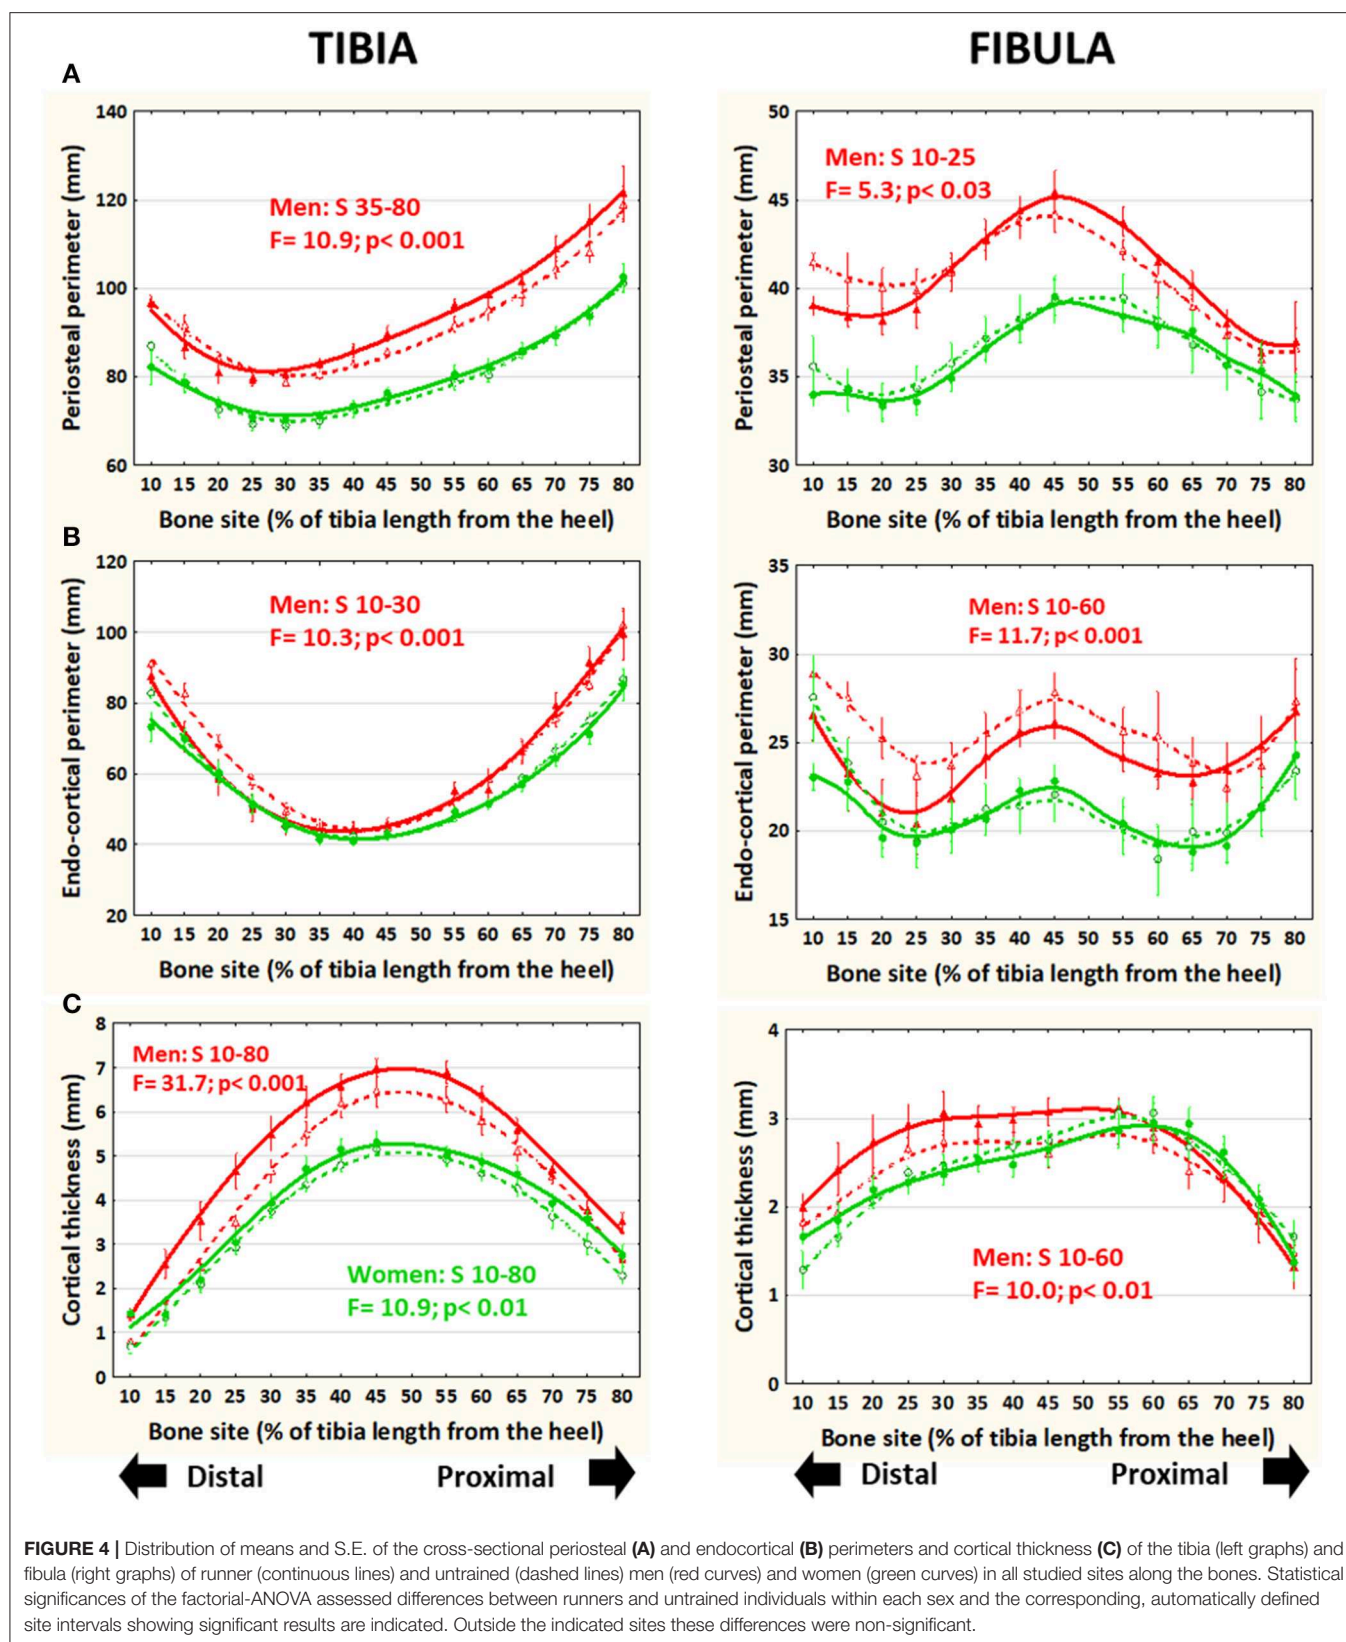 TIBIA
FIBULA
A
140
120
100
80
60
Periosteal perimeter (mm)
Men: S 35-80
F= 10.9; p< 0.001
10 15 20 25 30 35 40 45 50 55 60 65 70 75 80
Bone site (% of tibia length from the heel)
50
45
40
35
30
Periosteal perimeter (mm)
Men: S 10-25
F= 5.3; p< 0.03
10 15 20 25 30 35 40 45 50 55 60 65 70 75 80
Bone site (% of tibia length from the heel)
B
120
100
80
60
40
20
Endo-cortical perimeter (mm)
Men: S 10-30
F= 10.3; p< 0.001
10 15 20 25 30 35 40 45 50 55 60 65 70 75 80
Bone site (% of tibia length from the heel)
35
30
25
20
15
Endo-cortical perimeter (mm)
Men: S 10-60
F= 11.7; p< 0.001
10 15 20 25 30 35 40 45 50 55 60 65 70 75 80
Bone site (% of tibia length from the heel)
C
8
7
6
5
4
3
2
1
0
Cortical thickness (mm)
Men: S 10-80
F= 31.7; p< 0.001
Women: S 10-80
F= 10.9; p< 0.01
10 15 20 25 30 35 40 45 50 55 60 65 70 75 80
Bone site (% of tibia length from the heel)
Distal Proximal
4
3
2
1
0
Cortical thickness (mm)
Men: S 10-60
F= 10.0; p< 0.01
10 15 20 25 30 35 40 45 50 55 60 65 70 75 80
Bone site (% of tibia length from the heel)
Distal Proximal
FIGURE 4 | Distribution of means and S.E. of the cross-sectional periosteal (A) and endocortical (B) perimeters and cortical thickness (C) of the tibia (left graphs) and
fibula (right graphs) of runner (continuous lines) and untrained (dashed lines) men (red curves) and women (green curves) in all studied sites along the bones. Statistical
significances of the factorial-ANOVA assessed differences between runners and untrained individuals within each sex and the corresponding, automatically defined
site intervals showing significant results are indicated. Outside the indicated sites these differences were non-significant.